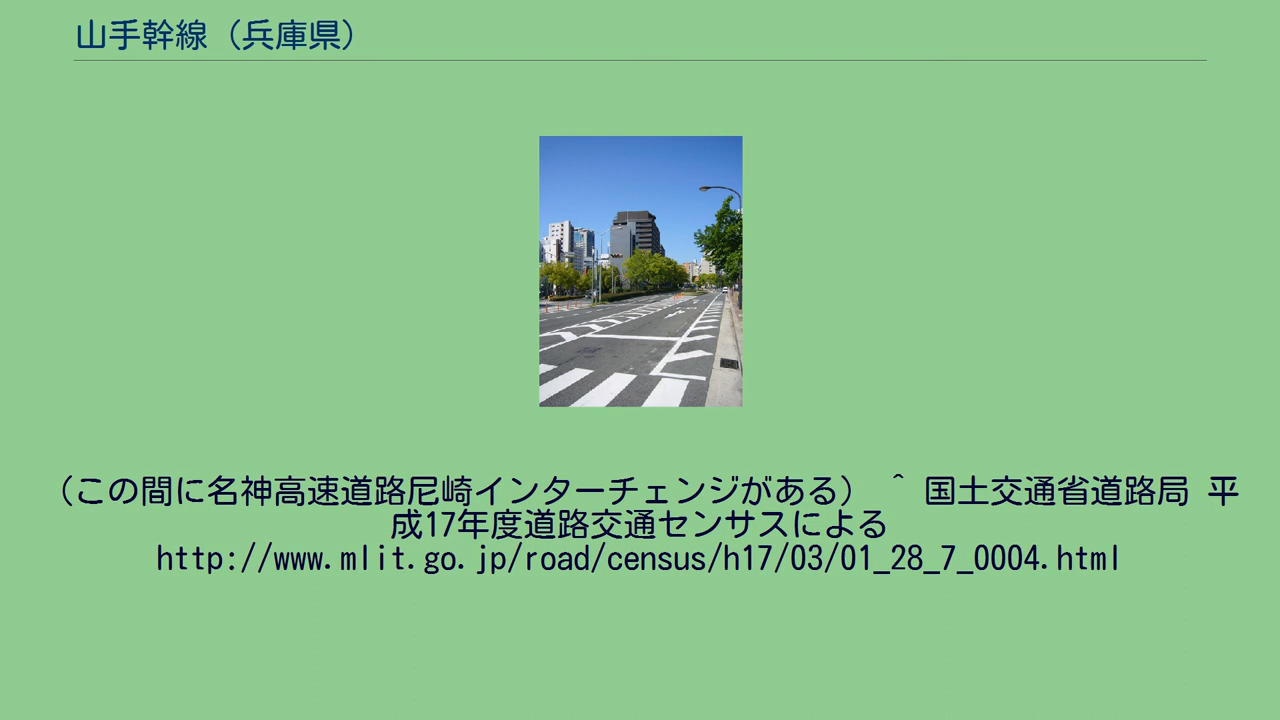 山手幹線（兵庫県）
（この間に名神高速道路尼崎インターチェンジがある） ^ 国土交通省道路局 平
成17年度道路交通センサスによる
http://www.mlit.go.jp/road/census/h17/03/01_28_7_0004.html